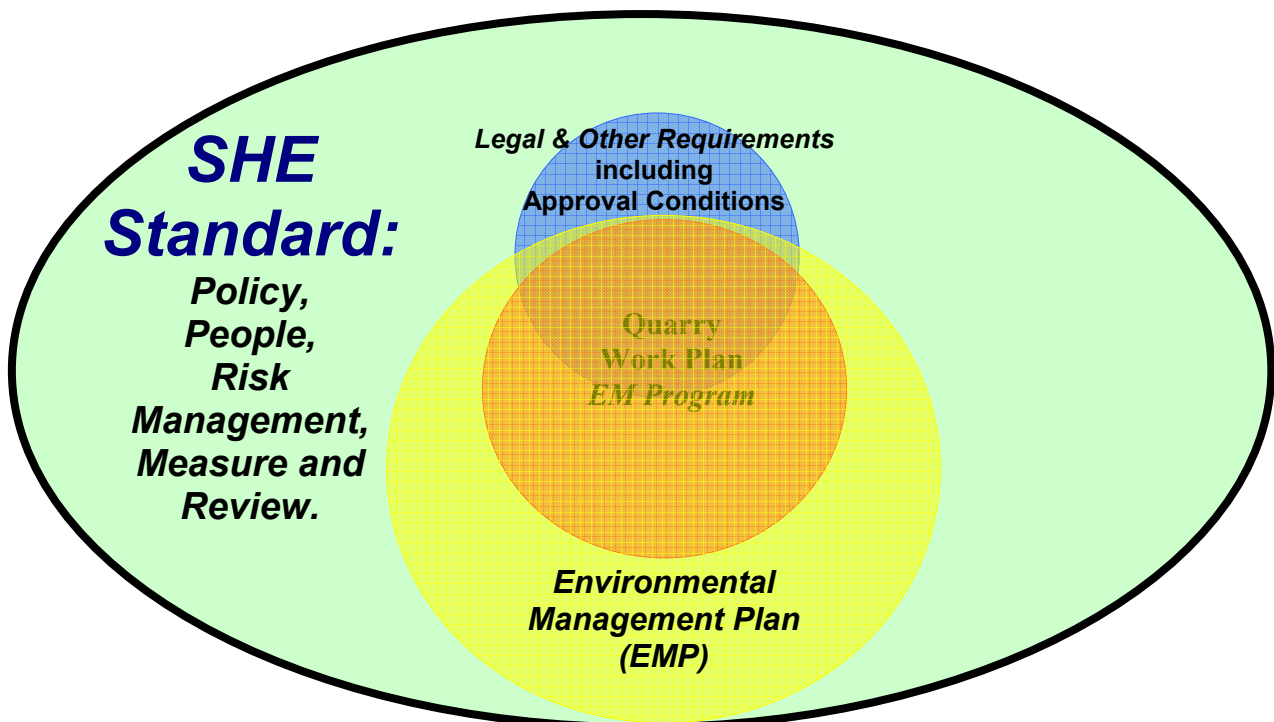 SHE
Standard:
Policy,
People,
Risk
Management,
Measure and
Review.
Legal & Other Requirements
including
Approval Conditions
Quarry
Work Plan
EM Program
Environmental
Management Plan
(EMP)